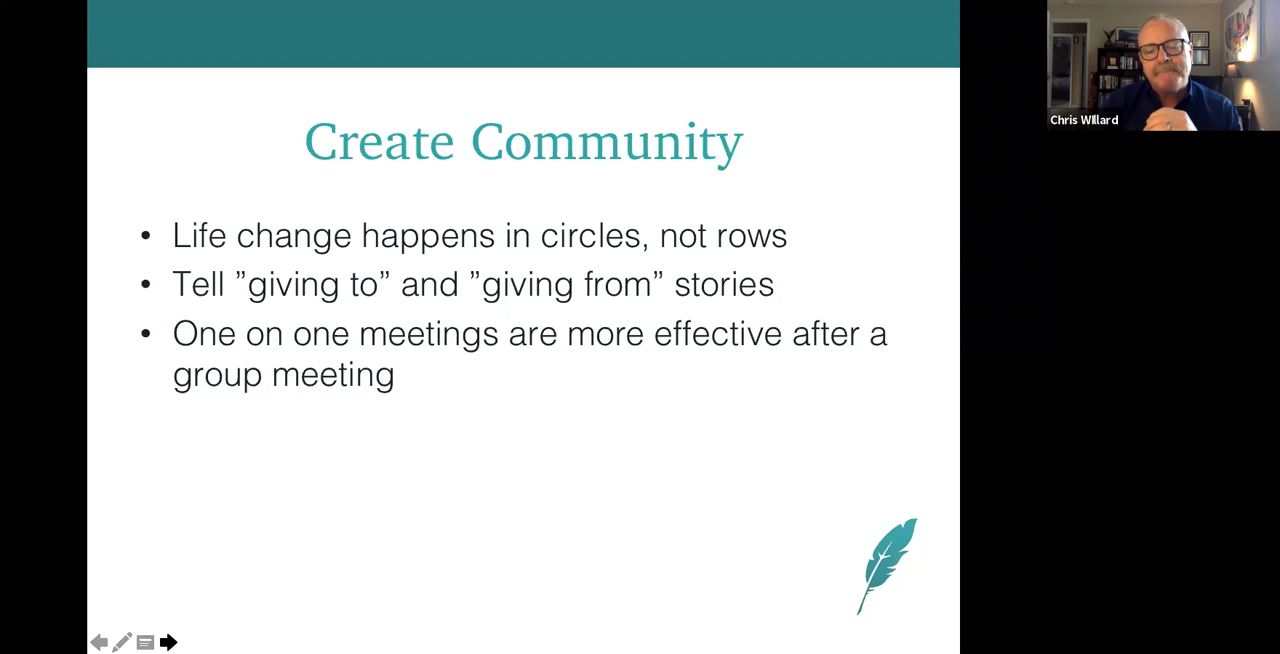 Create Community
• Life change happens in circles, not rows
• Tell ”giving to” and ”giving from” stories
• One on one meetings are more effective after a
group meeting
Chris WIllard